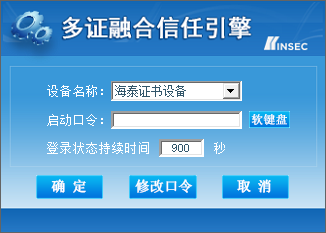 多证融合信任引擎
INSEC
设备名称： 海泰证书设备
启动口令： 软键盘
登录状态持续时间 900 秒
确 定 修改口令 取 消